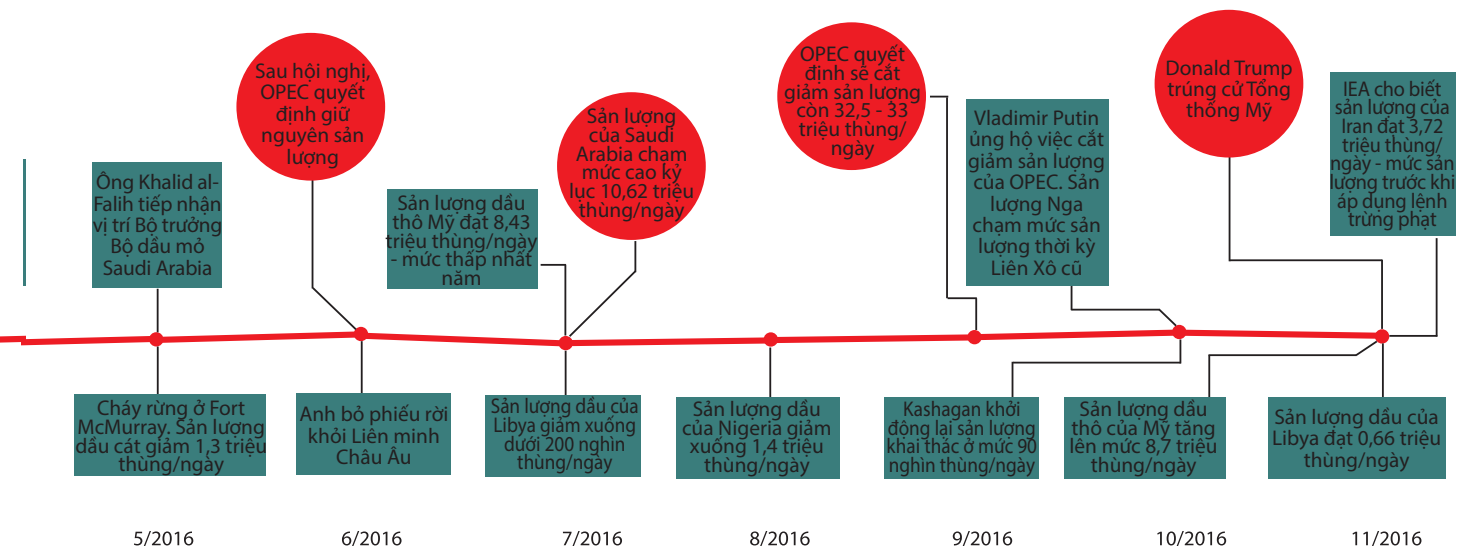 Sau hội nghị,
OPEC quyết
định giữ
nguyên sản
lượng
Sản lượng
của Saudi
Arabia chạm
mức cao kỷ
lục 10,62 triệu
thùng/ngày
OPEC quyết
định sẽ cắt
giảm sản lượng
còn 32,5 - 33
triệu thùng/
ngày
Donald Trump
trúng cử Tổng
thống Mỹ
Ông Khalid al-
Falih tiếp nhận
vị trí Bộ trưởng
Bộ dầu mỏ
Saudi Arabia
Sản lượng dầu
thô Mỹ đạt 8,43
triệu thùng/ngày
- mức thấp nhất
năm
Vladimir Putin
ủng hộ việc cắt
giảm sản lượng
của OPEC. Sản
lượng Nga
chạm mức sản
lượng thời kỳ
Liên Xô cũ
IEA cho biết
sản lượng của
Iran đạt 3,72
triệu thùng/
ngày - mức sản
lượng trước khi
áp dụng lệnh
trừng phạt
Cháy rừng ở Fort
McMurray. Sản lượng
dầu cát giảm 1,3 triệu
thùng/ngày
Anh bỏ phiếu rời
khỏi Liên minh
Châu Âu
Sản lượng dầu của
Libya giảm xuống
dưới 200 nghìn
thùng/ngày
Sản lượng dầu
của Nigeria giảm
xuống 1,4 triệu
thùng/ngày
Kashagan khởi
động lại sản lượng
khai thác ở mức 90
nghìn thùng/ngày
Sản lượng dầu
thô của Mỹ tăng
lên mức 8,7 triệu
thùng/ngày
Sản lượng dầu của
Libya đạt 0,66 triệu
thùng/ngày
5/2016
6/2016
7/2016
8/2016
9/2016
10/2016
11/2016